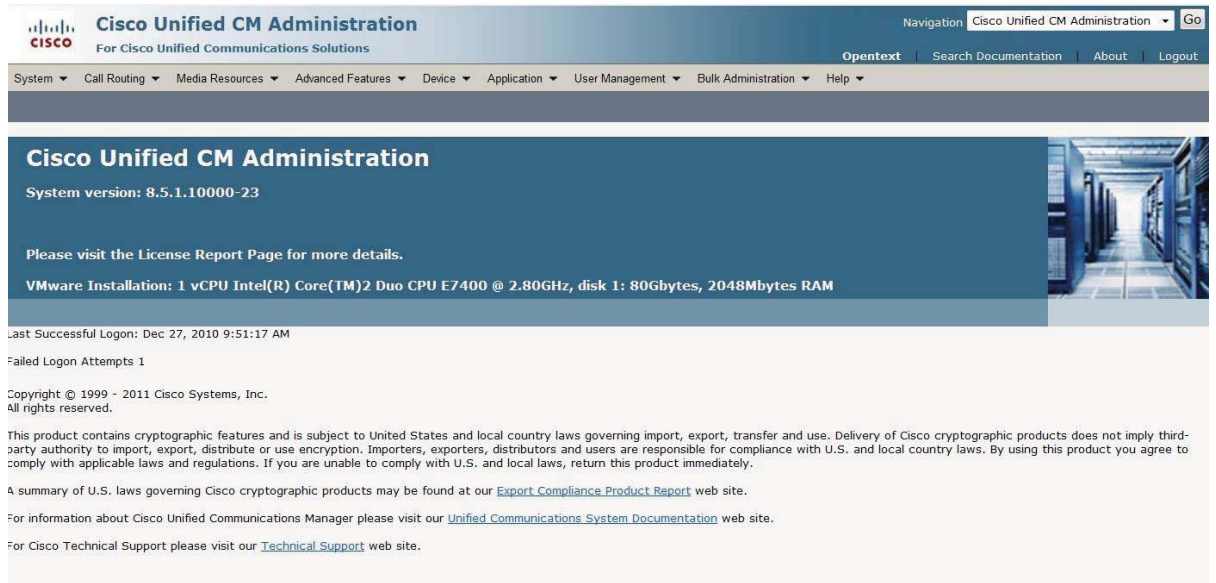 Cisco Unified CM Administration
For Cisco Unified Communications Solutions
CISCO
Navigation Cisco Unified CM Administration Go
Opentext | Search Documentation | About | Logout
System Call Routing Media Resources Advanced Features Device Application User Management Bulk Administration Help
Cisco Unified CM Administration
System version: 8.5.1.10000-23
Please visit the License Report Page for more details.
VMware Installation: 1 vCPU Intel(R) Core(TM)2 Duo CPU E7400 @ 2.80GHz, disk 1: 80Gbytes, 2048Mbytes RAM
Last Successful Logon: Dec 27, 2010 9:51:17 AM
Failed Logon Attempts 1
Copyright © 1999 - 2011 Cisco Systems, Inc.
All rights reserved.
This product contains cryptographic features and is subject to United States and local country laws governing import, export, transfer and use. Delivery of Cisco cryptographic products does not imply third-
party authority to import, export, distribute or use encryption. Importers, exporters, distributors and users are responsible for compliance with U.S. and local country laws. By using this product you agree to
comply with applicable laws and regulations. If you are unable to comply with U.S. and local laws, return this product immediately.
A summary of U.S. laws governing Cisco cryptographic products may be found at our Export Compliance Product Report web site.
For information about Cisco Unified Communications Manager please visit our Unified Communications System Documentation web site.
For Cisco Technical Support please visit our Technical Support web site.